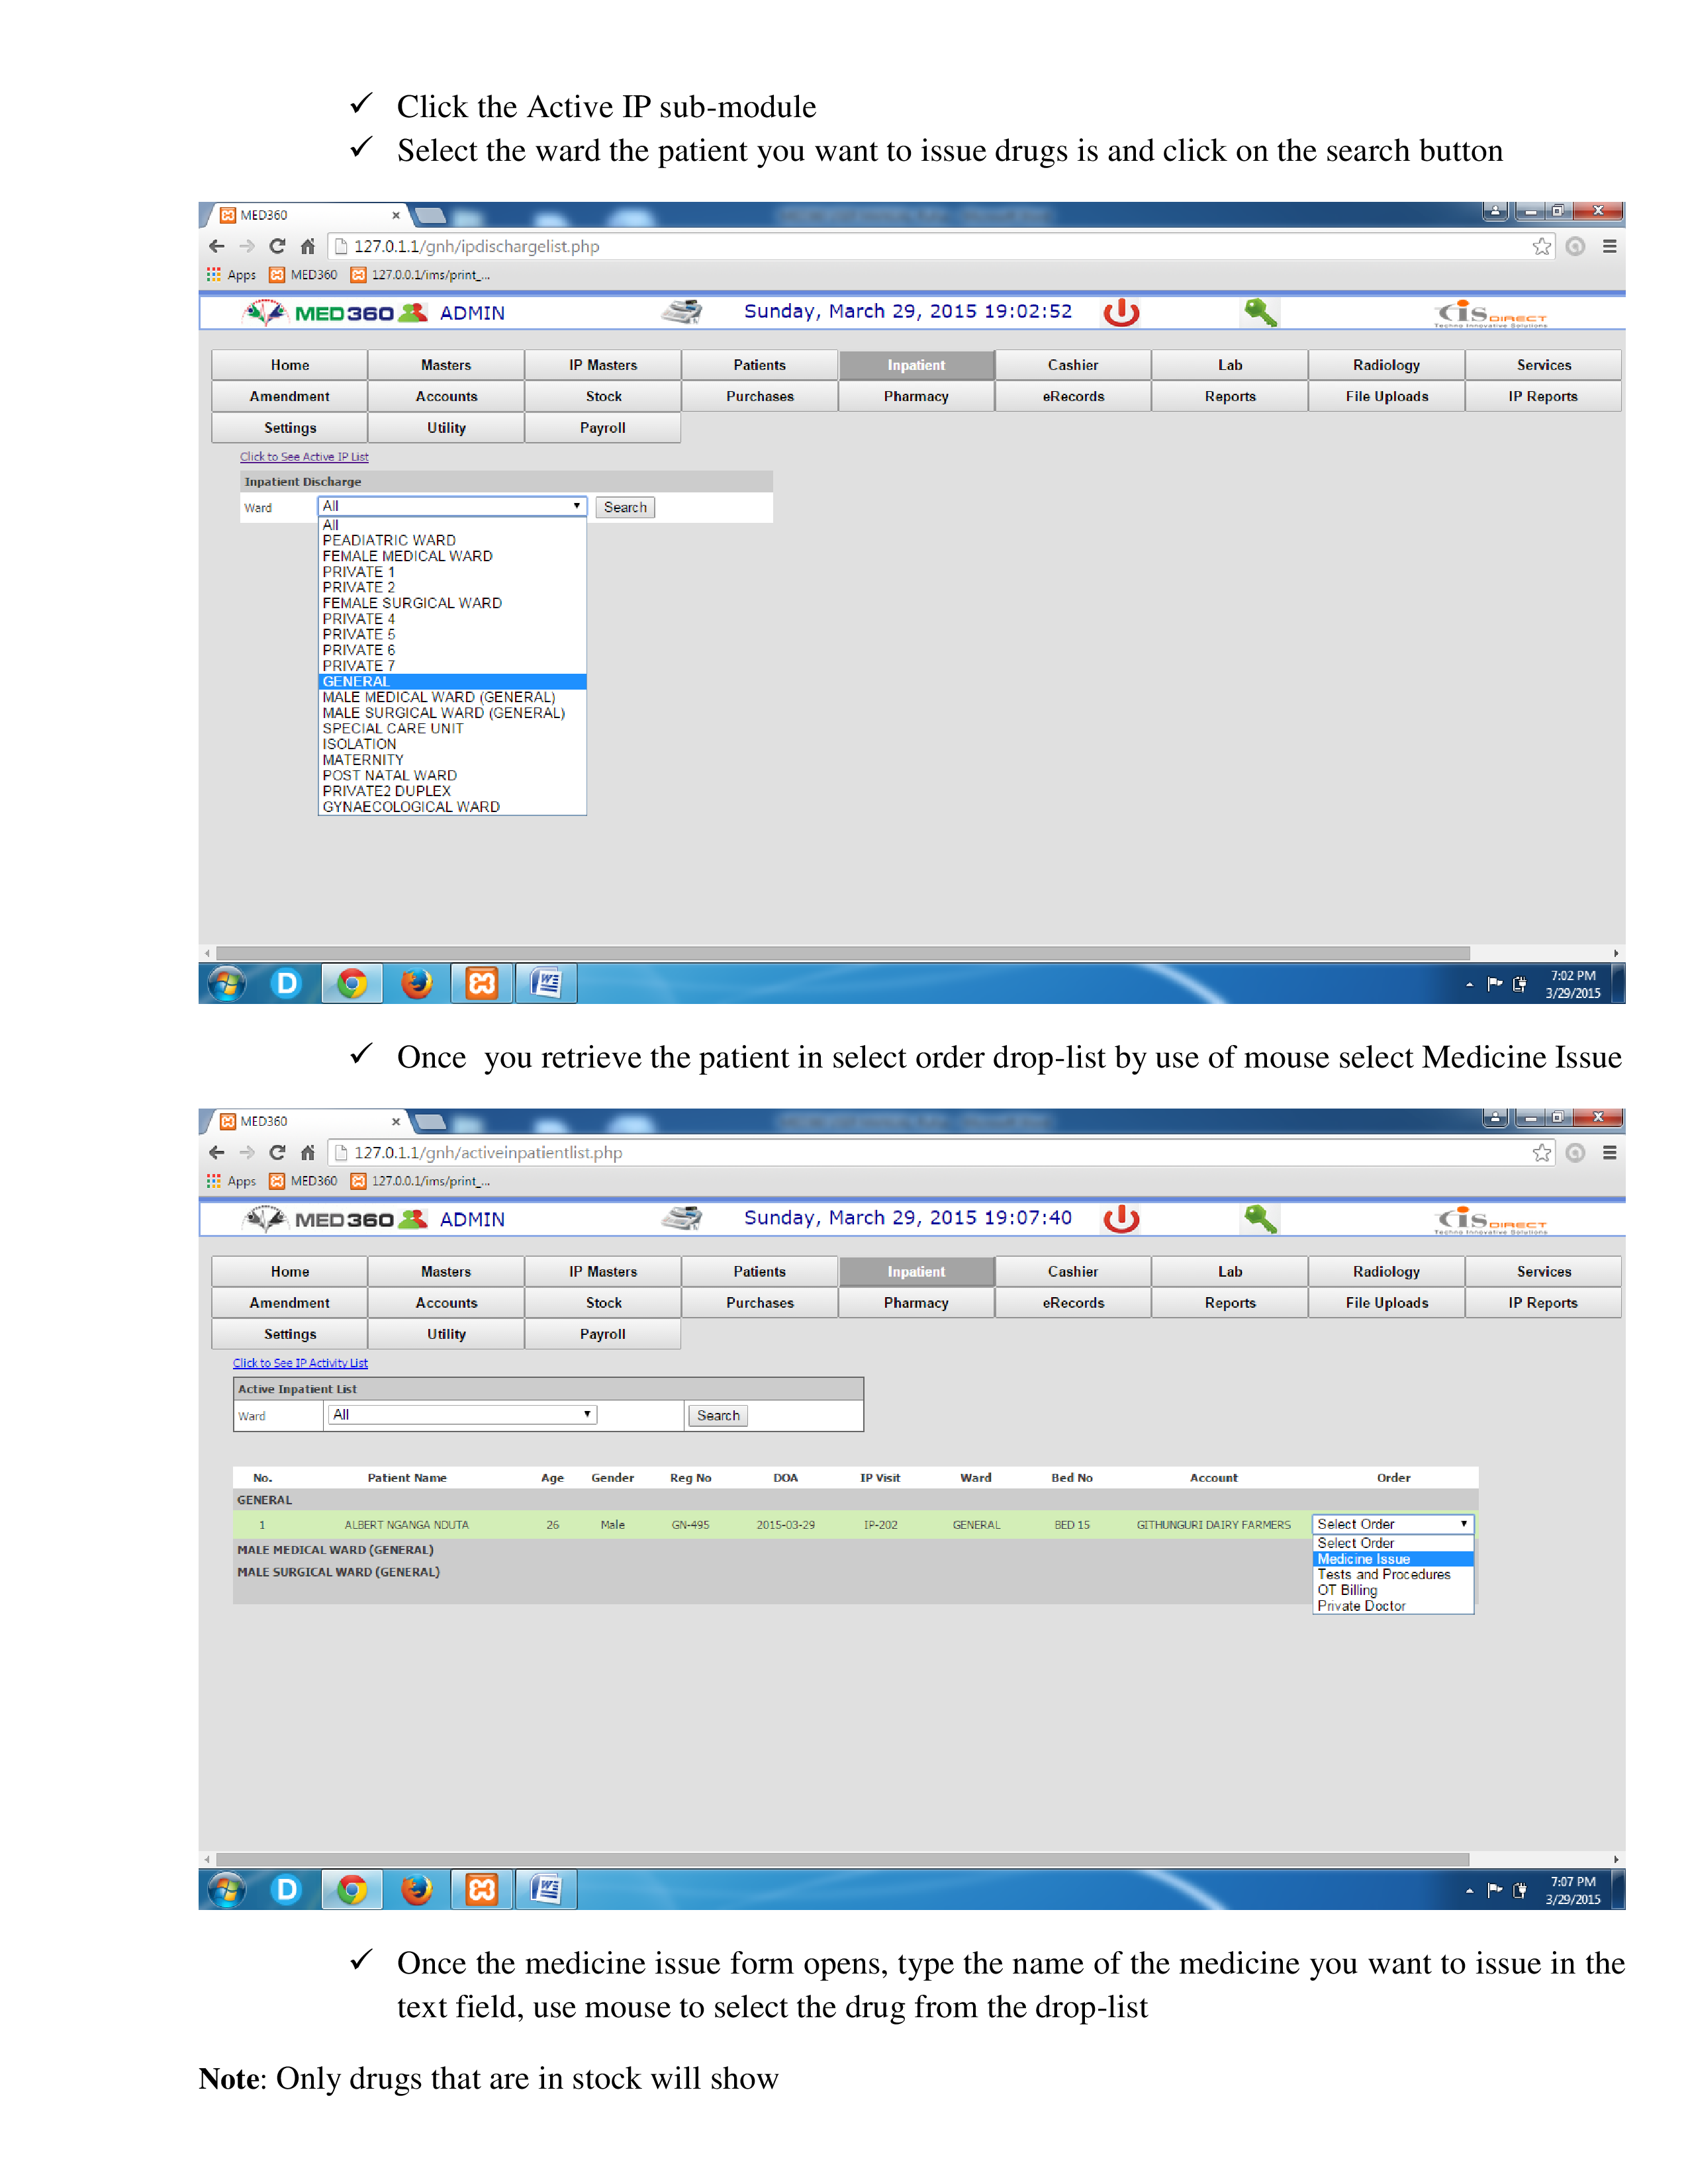 ✓ Click the Active IP sub-module
✓ Select the ward the patient you want to issue drugs is and click on the search button
MED360
127.0.1.1/gnh/ipdischargelist.php
Apps MED360 127.0.0.1/ims/print_...
MED360 ADMIN Sunday, March 29, 2015 19:02:52 CIS DIRECT
Techno Innovative Solutions
Home Masters IP Masters Patients Inpatient Cashier Lab Radiology Services
Amendment Accounts Stock Purchases Pharmacy eRecords Reports File Uploads IP Reports
Settings Utility Payroll
Click to See Active IP List
Inpatient Discharge
Ward All Search
All
PEADIATRIC WARD
FEMALE MEDICAL WARD
PRIVATE 1
PRIVATE 2
FEMALE SURGICAL WARD
PRIVATE 4
PRIVATE 5
PRIVATE 6
PRIVATE 7
GENERAL
MALE MEDICAL WARD (GENERAL)
MALE SURGICAL WARD (GENERAL)
SPECIAL CARE UNIT
ISOLATION
MATERNITY
POST NATAL WARD
PRIVATE2 DUPLEX
GYNAECOLOGICAL WARD
D
7:02 PM
3/29/2015
✓ Once you retrieve the patient in select order drop-list by use of mouse select Medicine Issue
MED360
127.0.1.1/gnh/activeinpatientlist.php
Apps MED360 127.0.0.1/ims/print_...
MED360 ADMIN Sunday, March 29, 2015 19:07:40 CIS DIRECT
Techno Innovative Solutions
Home Masters IP Masters Patients Inpatient Cashier Lab Radiology Services
Amendment Accounts Stock Purchases Pharmacy eRecords Reports File Uploads IP Reports
Settings Utility Payroll
Click to See IP Activity List
Active Inpatient List
Ward All Search
No. Patient Name Age Gender Reg No DOA IP Visit Ward Bed No Account Order
GENERAL
1 ALBERT NGANGA NDUTA 26 Male GN-495 2015-03-29 IP-202 GENERAL BED 15 GITHUNGURI DAIRY FARMERS Select Order
Select Order
MALE MEDICAL WARD (GENERAL)
Medicine Issue
MALE SURGICAL WARD (GENERAL)
Tests and Procedures
OT Billing
Private Doctor
D
7:07 PM
3/29/2015
✓ Once the medicine issue form opens, type the name of the medicine you want to issue in the
text field, use mouse to select the drug from the drop-list
Note: Only drugs that are in stock will show